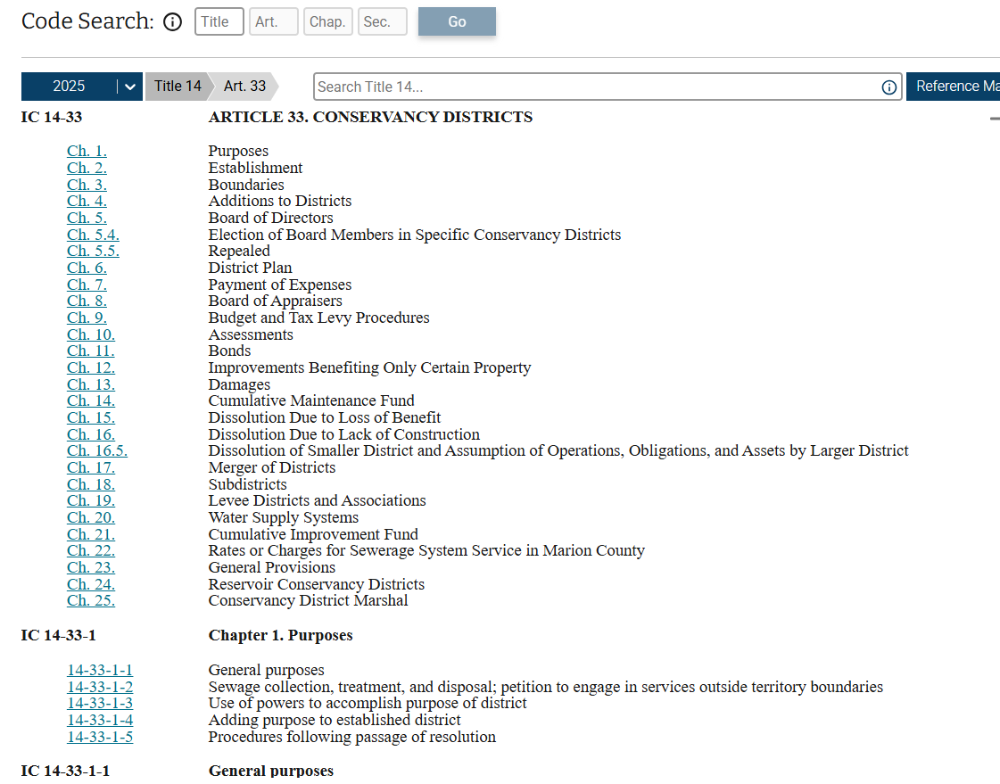 Code Search: Title Art. Chap. Sec. Go
2025 Title 14 Art. 33 Search Title 14... Reference Ma
IC 14-33 ARTICLE 33. CONSERVANCY DISTRICTS
Ch. 1. Purposes
Ch. 2. Establishment
Ch. 3. Boundaries
Ch. 4. Additions to Districts
Ch. 5. Board of Directors
Ch. 5.4. Election of Board Members in Specific Conservancy Districts
Ch. 5.5. Repealed
Ch. 6. District Plan
Ch. 7. Payment of Expenses
Ch. 8. Board of Appraisers
Ch. 9. Budget and Tax Levy Procedures
Ch. 10. Assessments
Ch. 11. Bonds
Ch. 12. Improvements Benefiting Only Certain Property
Ch. 13. Damages
Ch. 14. Cumulative Maintenance Fund
Ch. 15. Dissolution Due to Loss of Benefit
Ch. 16. Dissolution Due to Lack of Construction
Ch. 16.5. Dissolution of Smaller District and Assumption of Operations, Obligations, and Assets by Larger District
Ch. 17. Merger of Districts
Ch. 18. Subdistricts
Ch. 19. Levee Districts and Associations
Ch. 20. Water Supply Systems
Ch. 21. Cumulative Improvement Fund
Ch. 22. Rates or Charges for Sewerage System Service in Marion County
Ch. 23. General Provisions
Ch. 24. Reservoir Conservancy Districts
Ch. 25. Conservancy District Marshal
IC 14-33-1 Chapter 1. Purposes
14-33-1-1 General purposes
14-33-1-2 Sewage collection, treatment, and disposal; petition to engage in services outside territory boundaries
14-33-1-3 Use of powers to accomplish purpose of district
14-33-1-4 Adding purpose to established district
14-33-1-5 Procedures following passage of resolution
IC 14-33-1-1 General purposes